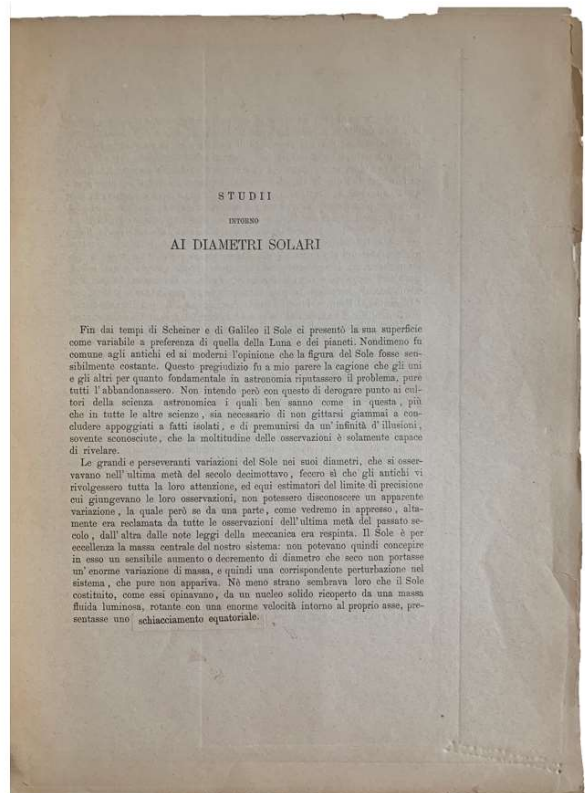 STUDII
INTORNO
AI DIAMETRI SOLARI
Fin dai tempi di Scheiner e di Galileo il Sole ci presentò la sua superficie
come variabile a preferenza di quella della Luna e dei pianeti. Nondimeno fu
comune agli antichi ed ai moderni l'opinione che la figura del Sole fosse sen-
sibilmente costante. Questo pregiudizio fu a mio parere la cagione che gli uni
e gli altri per quanto fondamentale in astronomia riputassero il problema, pure
tutti l'abbandonassero. Non intendo però con questo di derogare punto ai cul-
tori della scienza astronomica i quali ben sanno come in questa, più
che in tutte le altre scienze, sia necessario di non gittarsi giammai a con-
cludere appoggiati a fatti isolati, e di premunirsi da un'infinità d'illusioni,
sovente sconosciute, che la moltitudine delle osservazioni è solamente capace
di rivelare.
Le grandi e perseveranti variazioni del Sole nei suoi diametri, che si osser-
vavano nell'ultima metà del secolo decimottavo, fecero sì che gli antichi vi
rivolgessero tutta la loro attenzione, ed equi estimatori del limite di precisione
cui giungevano le loro osservazioni, non potessero disconoscere un apparente
variazione, la quale però se da una parte, come vedremo in appresso, alta-
mente era reclamata da tutte le osservazioni dell'ultima metà del passato se-
colo, dall'altra dalle note leggi della meccanica era respinta. Il Sole è per
eccellenza la massa centrale del nostro sistema: non potevano quindi concepire
in esso un sensibile aumento o decremento di diametro che seco non portasse
un'enorme variazione di massa, e quindi una corrispondente perturbazione nel
sistema, che pure non appariva. Nè meno strano sembrava loro che il Sole
costituito, come essi opinavano, da un nucleo solido ricoperto da una massa
fluida luminosa, rotante con una enorme velocità intorno al proprio asse, pre-
sentasse uno schiacciamento equatoriale.